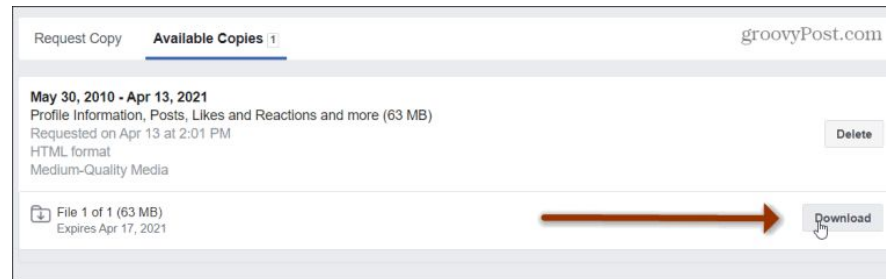 Request Copy
Available Copies 1
groovyPost.com
May 30, 2010 - Apr 13, 2021
Profile Information, Posts, Likes and Reactions and more (63 MB)
Requested on Apr 13 at 2:01 PM
HTML format
Medium-Quality Media
Delete
File 1 of 1 (63 MB)
Expires Apr 17, 2021
Download